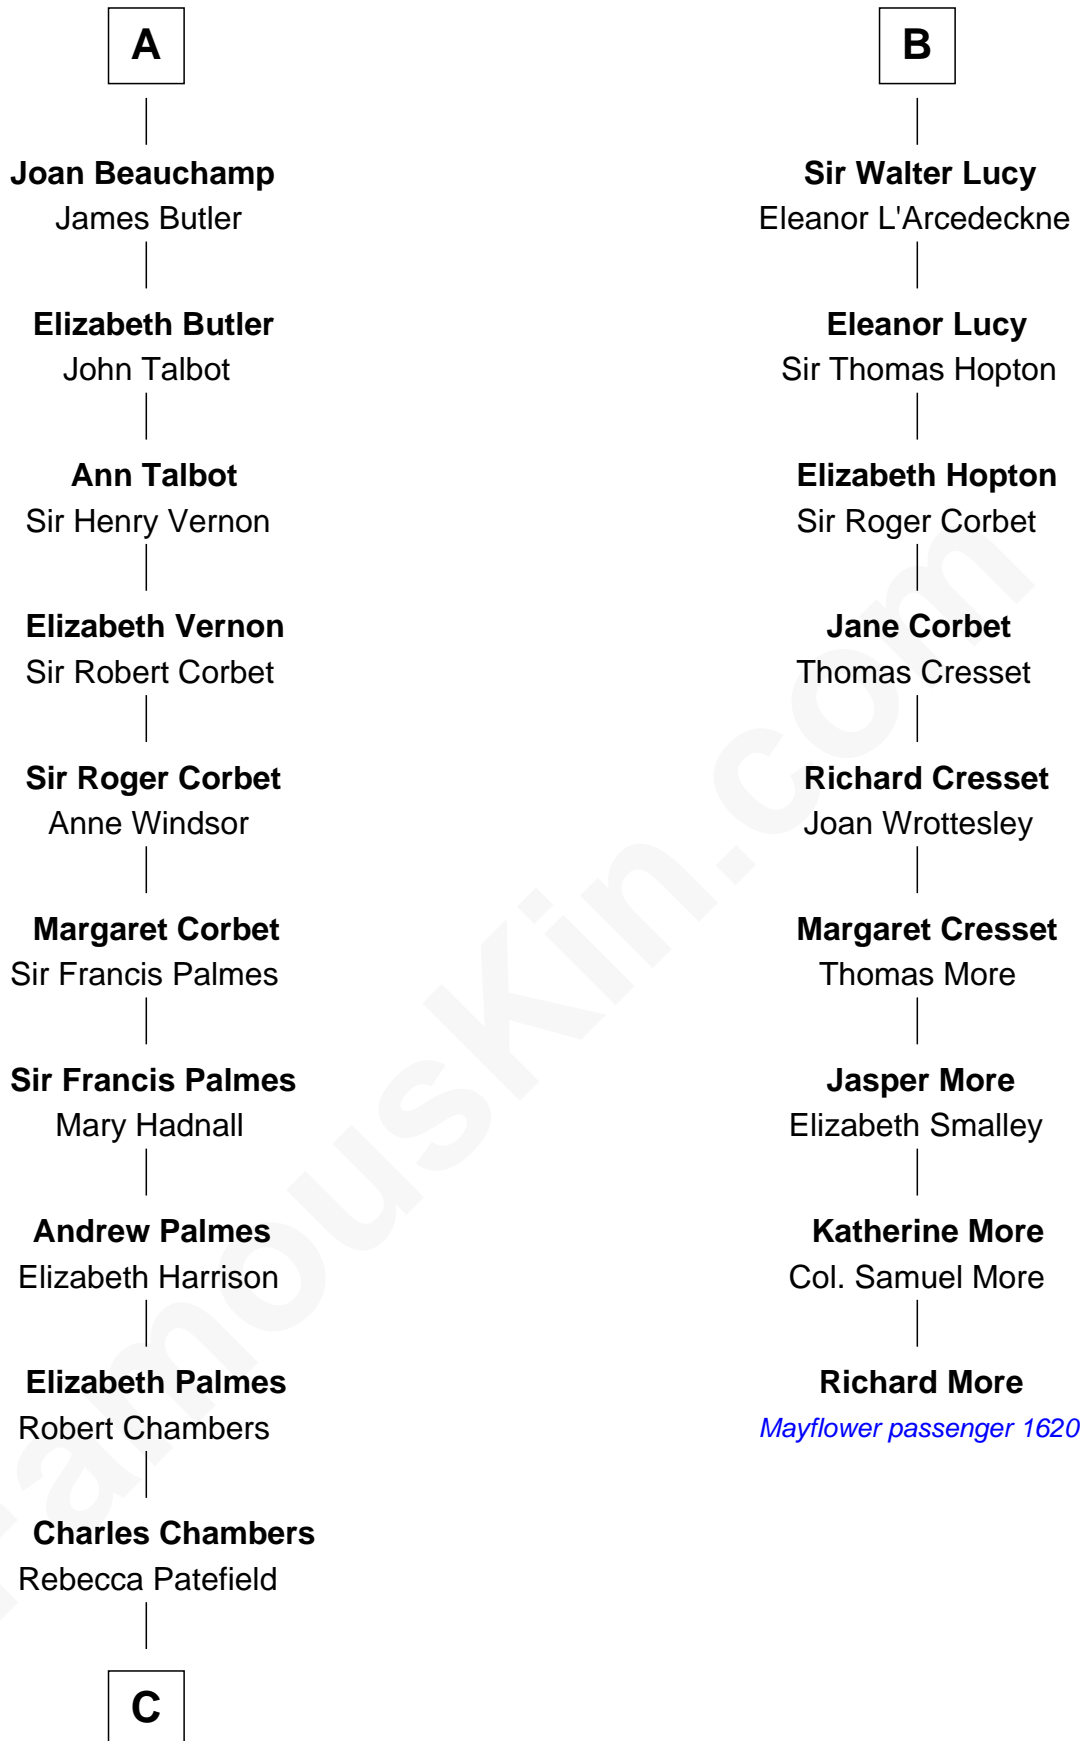 A
Joan Beauchamp
James Butler
Elizabeth Butler
John Talbot
Ann Talbot
Sir Henry Vernon
Elizabeth Vernon
Sir Robert Corbet
Sir Roger Corbet
Anne Windsor
Margaret Corbet
Sir Francis Palmes
Sir Francis Palmes
Mary Hadnall
Andrew Palmes
Elizabeth Harrison
Elizabeth Palmes
Robert Chambers
Charles Chambers
Rebecca Patefield
C
B
Sir Walter Lucy
Eleanor L'Arcedeckne
Eleanor Lucy
Sir Thomas Hopton
Elizabeth Hopton
Sir Roger Corbet
Jane Corbet
Thomas Cresset
Richard Cresset
Joan Wrottesley
Margaret Cresset
Thomas More
Jasper More
Elizabeth Smalley
Katherine More
Col. Samuel More
Richard More
Mayflower passenger 1620
FamousKin.com